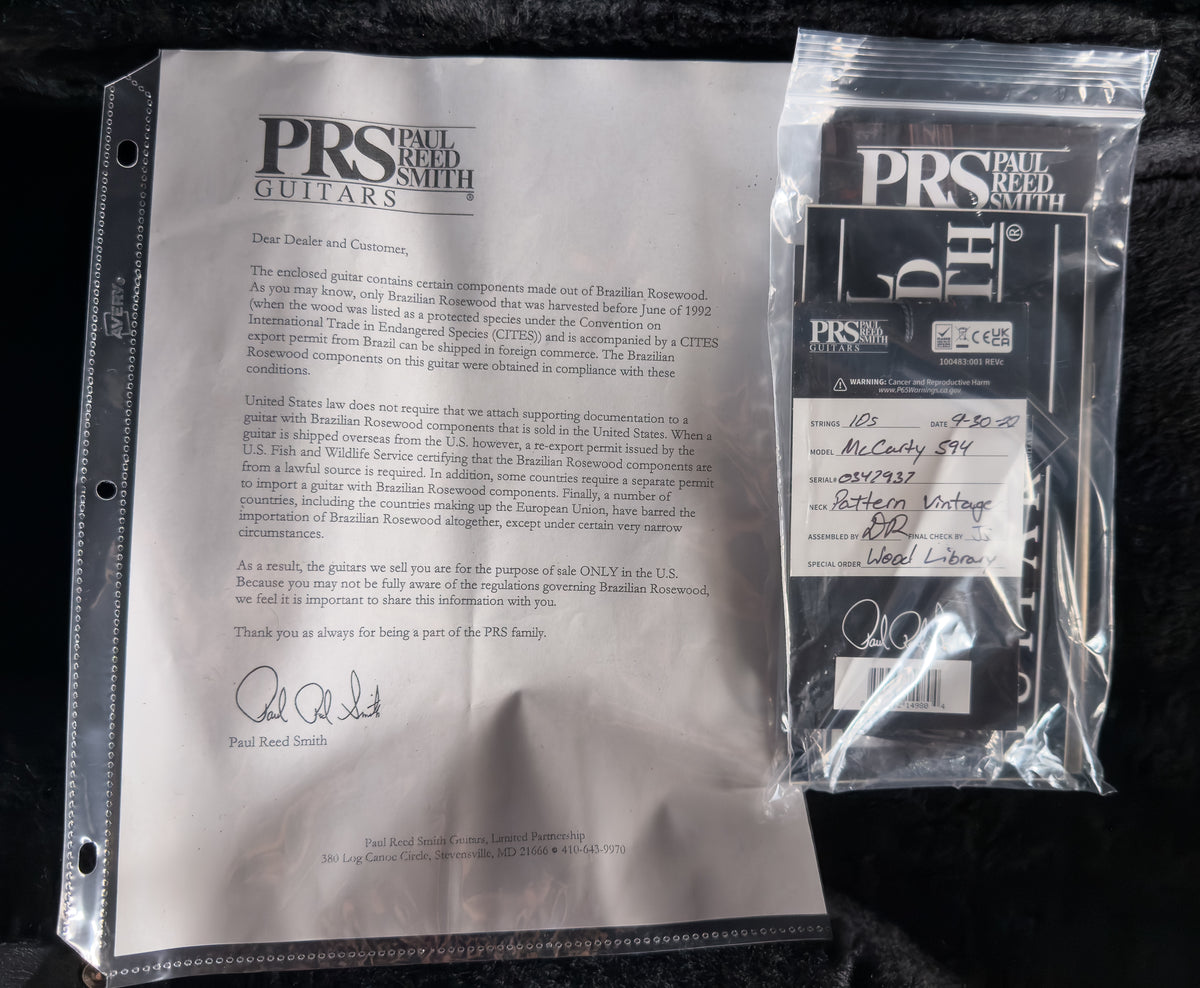 PRS PAUL
REED
SMITH ®
GUITARS
Dear Dealer and Customer,
The enclosed guitar contains certain components made out of Brazilian Rosewood.
As you may know, only Brazilian Rosewood that was harvested before June of 1992
(when the wood was listed as a protected species under the Convention on
International Trade in Endangered Species (CITES)) and is accompanied by a CITES
export permit from Brazil can be shipped in foreign commerce. The Brazilian
Rosewood components on this guitar were obtained in compliance with these
conditions.
United States law does not require that we attach supporting documentation to a
guitar with Brazilian Rosewood components that is sold in the United States. When a
guitar is shipped overseas from the U.S. however, a re-export permit issued by the
U.S. Fish and Wildlife Service certifying that the Brazilian Rosewood components are
from a lawful source is required. In addition, some countries require a separate permit
to import a guitar with Brazilian Rosewood components. Finally, a number of
countries, including the countries making up the European Union, have barred the
importation of Brazilian Rosewood altogether, except under certain very narrow
circumstances.
As a result, the guitars we sell you are for the purpose of sale ONLY in the U.S.
Because you may not be fully aware of the regulations governing Brazilian Rosewood,
we feel it is important to share this information with you.
Thank you as always for being a part of the PRS family.
Paul Reed Smith
Paul Reed Smith
Paul Reed Smith Guitars, Limited Partnership
380 Log Canoe Circle, Stevensville, MD 21666 • 410-643-9970
AVERY
PRS PAUL
REED
SMITH
TH ®
D
PRS PAUL
REED
SMITH
GUITARS
CE UK
CA
100483:001 REVc
WARNING: Cancer and Reproductive Harm
www.P65Warnings.ca.gov
STRINGS 10s DATE 9-30-22
MODEL McCarty 594
SERIAL# 0347937
NECK Pattern Vintage
ASSEMBLED BY DR FINAL CHECK BY Js
SPECIAL ORDER Wood Library
14988 4